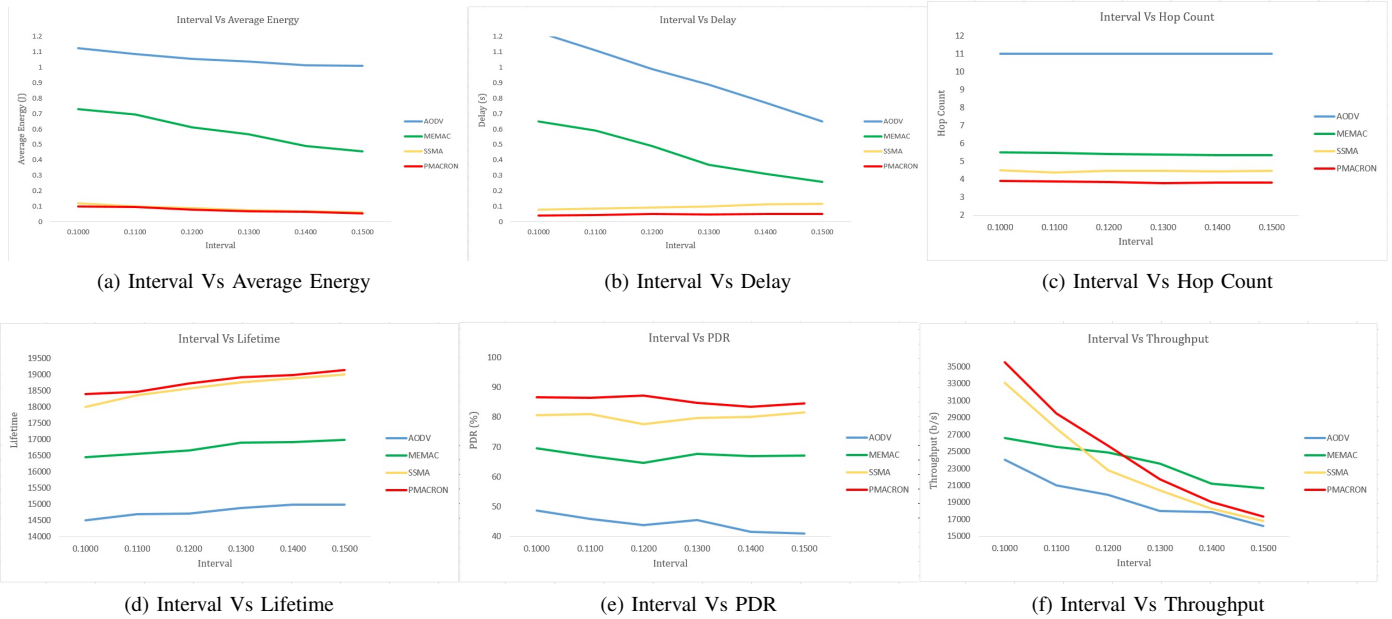 Interval Vs Average Energy
1.2
1.1
1
0.9
0.8
0.7
0.6
0.5
0.4
0.3
0.2
0.1
0
Average Energy (J)
0.1000 0.1100 0.1200 0.1300 0.1400 0.1500
Interval
AODV
MEMAC
SSMA
PMACRON
(a) Interval Vs Average Energy
Interval Vs Delay
1.2
1.1
1
0.9
0.8
0.7
0.6
0.5
0.4
0.3
0.2
0.1
0
Delay (s)
0.1000 0.1100 0.1200 0.1300 0.1400 0.1500
Interval
AODV
MEMAC
SSMA
PMACRON
(b) Interval Vs Delay
Interval Vs Hop Count
12
11
10
9
8
7
6
5
4
3
2
Hop Count
0.1000 0.1100 0.1200 0.1300 0.1400 0.1500
Interval
AODV
MEMAC
SSMA
PMACRON
(c) Interval Vs Hop Count
Interval Vs Lifetime
19500
19000
18500
18000
17500
17000
16500
16000
15500
15000
14500
14000
Lifetime
0.1000 0.1100 0.1200 0.1300 0.1400 0.1500
Interval
AODV
MEMAC
SSMA
PMACRON
(d) Interval Vs Lifetime
Interval Vs PDR
100
90
80
70
60
50
40
PDR (%)
0.1000 0.1100 0.1200 0.1300 0.1400 0.1500
Interval
AODV
MEMAC
SSMA
PMACRON
(e) Interval Vs PDR
Interval Vs Throughput
35000
33000
31000
29000
27000
25000
23000
21000
19000
17000
15000
Throughput (b/s)
0.1000 0.1100 0.1200 0.1300 0.1400 0.1500
Interval
AODV
MEMAC
SSMA
PMACRON
(f) Interval Vs Throughput